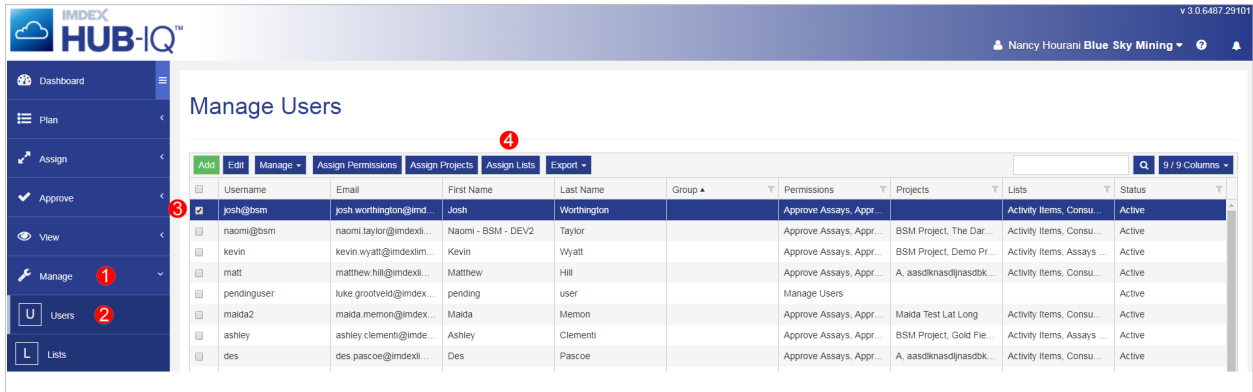 IMDEX
HUB-IQ™
v 3.0.6487.29101
Nancy Hourani Blue Sky Mining
Dashboard
Plan
Assign
Approve
View
Manage 1
U Users 2
L Lists
Manage Users
4
Add Edit Manage Assign Permissions Assign Projects Assign Lists Export 9 / 9 Columns
Username Email First Name Last Name Group Permissions Projects Lists Status
3 josh@bsm josh.worthington@imd... Josh Worthington Approve Assays, Appr... Activity Items, Consu... Active
naomi@bsm naomi.taylor@imdexli... Naomi - BSM - DEV2 Taylor Approve Assays, Appr... BSM Project, The Dar... Activity Items, Consu... Active
kevin kevin.wyatt@imdexlim... Kevin Wyatt Approve Assays, Appr... BSM Project, Demo Pr... Activity Items, Assays ... Active
matt matthew.hill@imdexli... Matthew Hill Approve Assays, Appr... A, aasdlknasdljnasdbk... Activity Items, Consu... Active
pendinguser luke.grootveld@imdex... pending user Manage Users Active
maida2 maida.memon@imdex... Maida Memon Approve Assays, Appr... Maida Test Lat Long Activity Items, Consu... Active
ashley ashley.clementi@imde... Ashley Clementi Approve Assays, Appr... BSM Project, Gold Fie... Activity Items, Assays ... Active
des des.pascoe@imdexli... Des Pascoe Approve Assays, Appr... A, aasdlknasdljnasdbk... Activity Items, Consu... Active